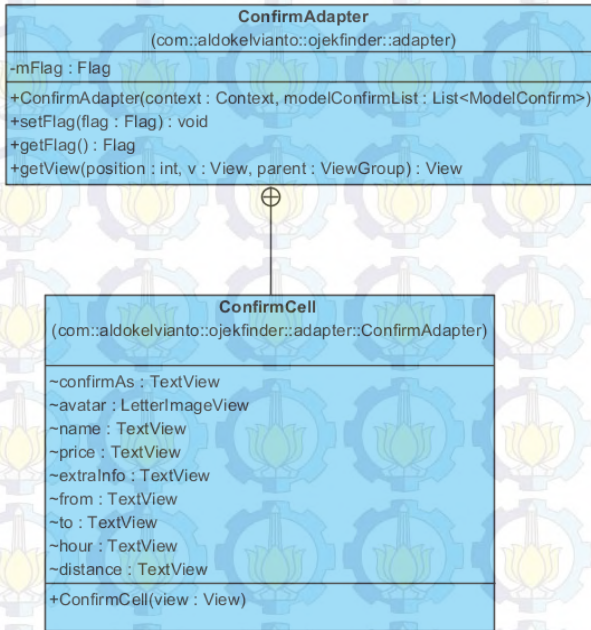 ConfirmAdapter
(com::aldokelvianto::ojekfinder::adapter)
-mFlag : Flag
+ConfirmAdapter(context : Context, modelConfirmList : List<ModelConfirm>)
+setFlag(flag : Flag) : void
+getFlag() : Flag
+getView(position : int, v : View, parent : ViewGroup) : View
ConfirmCell
(com::aldokelvianto::ojekfinder::adapter::ConfirmAdapter)
~confirmAs : TextView
~avatar : LetterImageView
~name : TextView
~price : TextView
~extraInfo : TextView
~from : TextView
~to : TextView
~hour : TextView
~distance : TextView
+ConfirmCell(view : View)